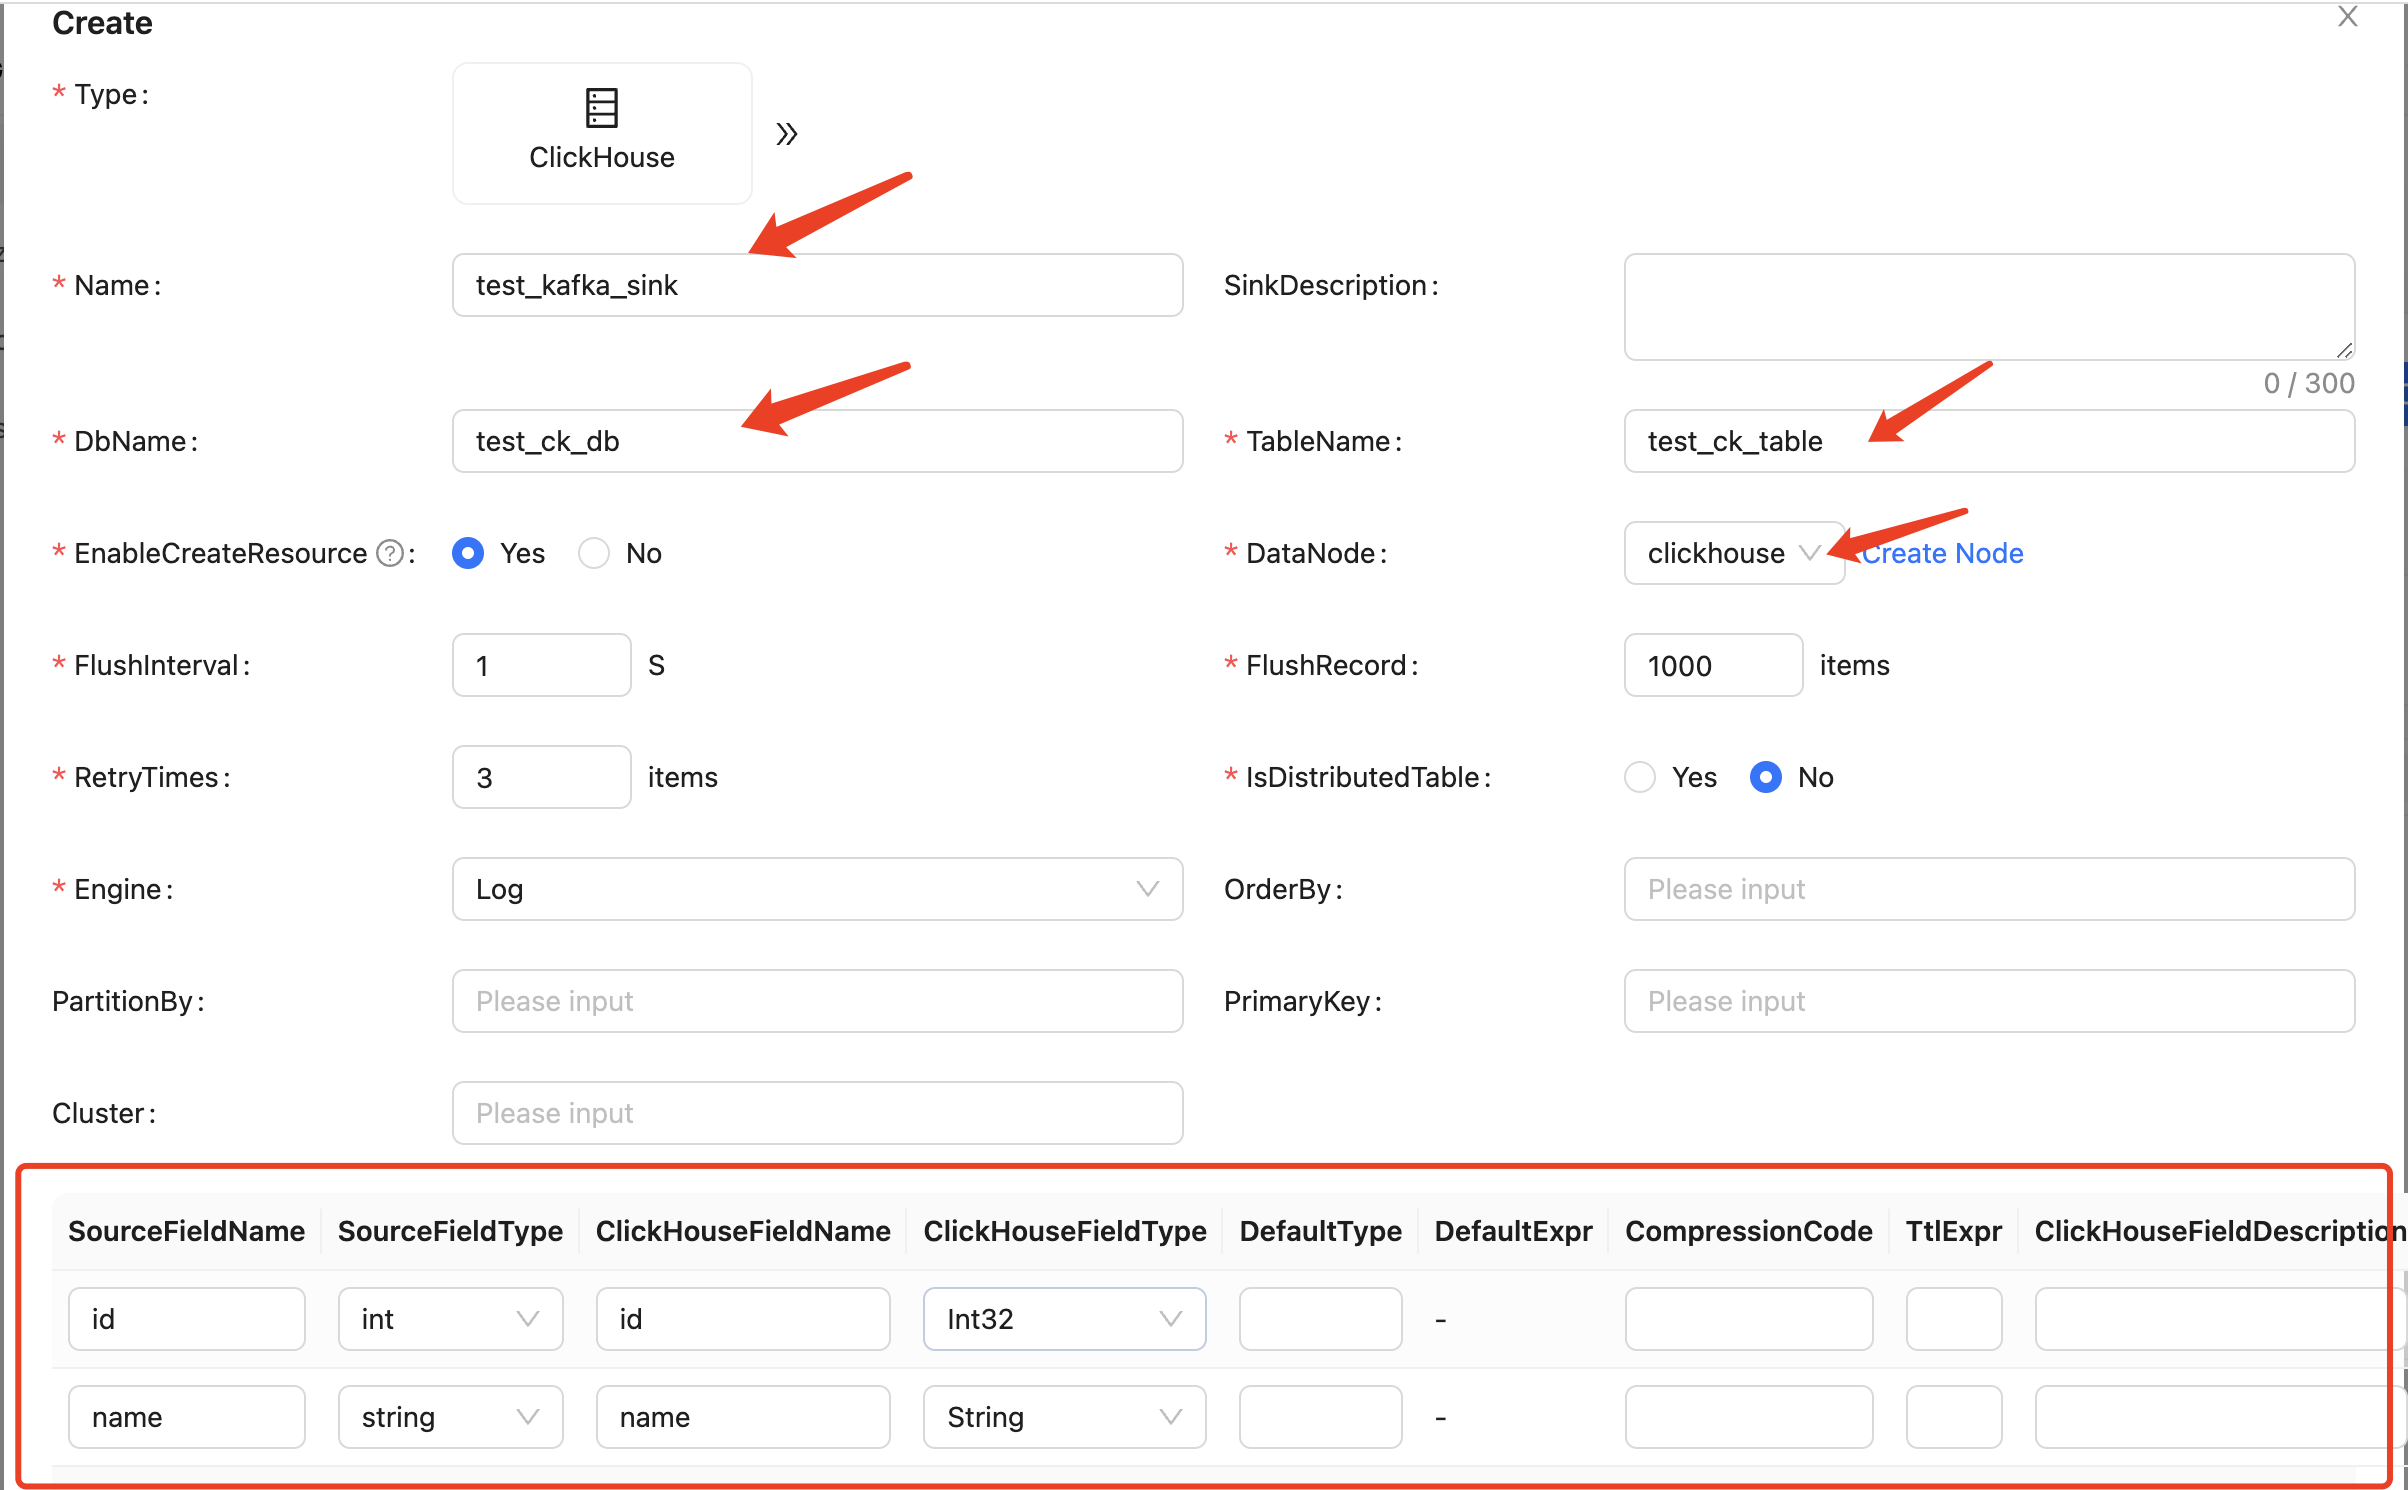 Create
* Type :
ClickHouse
* Name : test_kafka_sink SinkDescription :
0 / 300
* DbName : test_ck_db * TableName : test_ck_table
* EnableCreateResource ? : Yes No * DataNode : clickhouse Create Node
* FlushInterval : 1 S * FlushRecord : 1000 items
* RetryTimes : 3 items * IsDistributedTable : Yes No
* Engine : Log OrderBy : Please input
PartitionBy : Please input PrimaryKey : Please input
Cluster : Please input
SourceFieldName SourceFieldType ClickHouseFieldName ClickHouseFieldType DefaultType DefaultExpr CompressionCode TtlExpr ClickHouseFieldDescription
id int id Int32 -
name string name String -